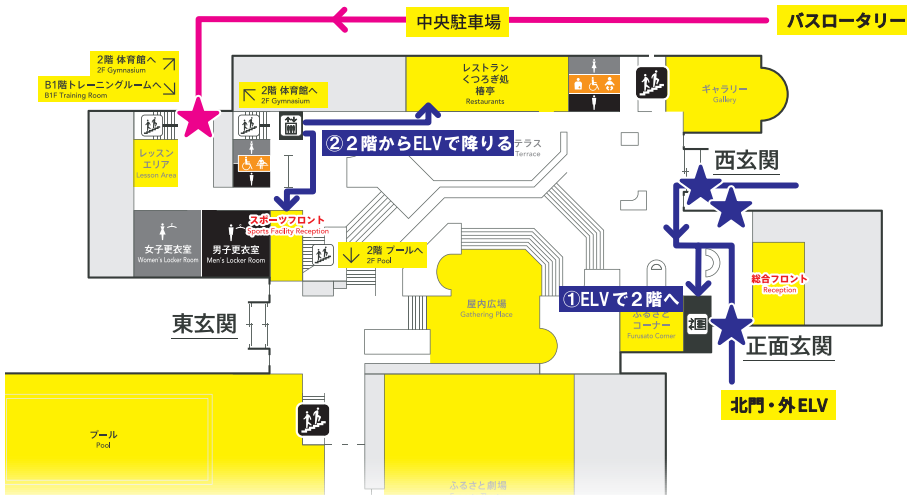 中央駐車場
バスロータリー
2階 体育館へ
2F Gymnasium
B1階トレーニングルームへ
B1F Training Room
2階 体育館へ
2F Gymnasium
レストラン
くつろぎ処
椿亭
Restaurants
ギャラリー
Gallery
②2階からELVで降りる
テラス
Terrace
レッスン
エリア
Lesson Area
西玄関
スポーツフロント
Sports Facility Reception
女子更衣室
Women's Locker Room
男子更衣室
Men's Locker Room
2階 プールへ
2F Pool
総合フロント
Reception
①ELVで2階へ
屋内広場
Gathering Place
ふるさと
コーナー
Furusato Corner
東玄関
正面玄関
北門・外ELV
プール
Pool
ふるさと劇場